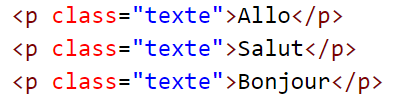 <p class="texte">Allo</p>
<p class="texte">Salut</p>
<p class="texte">Bonjour</p>